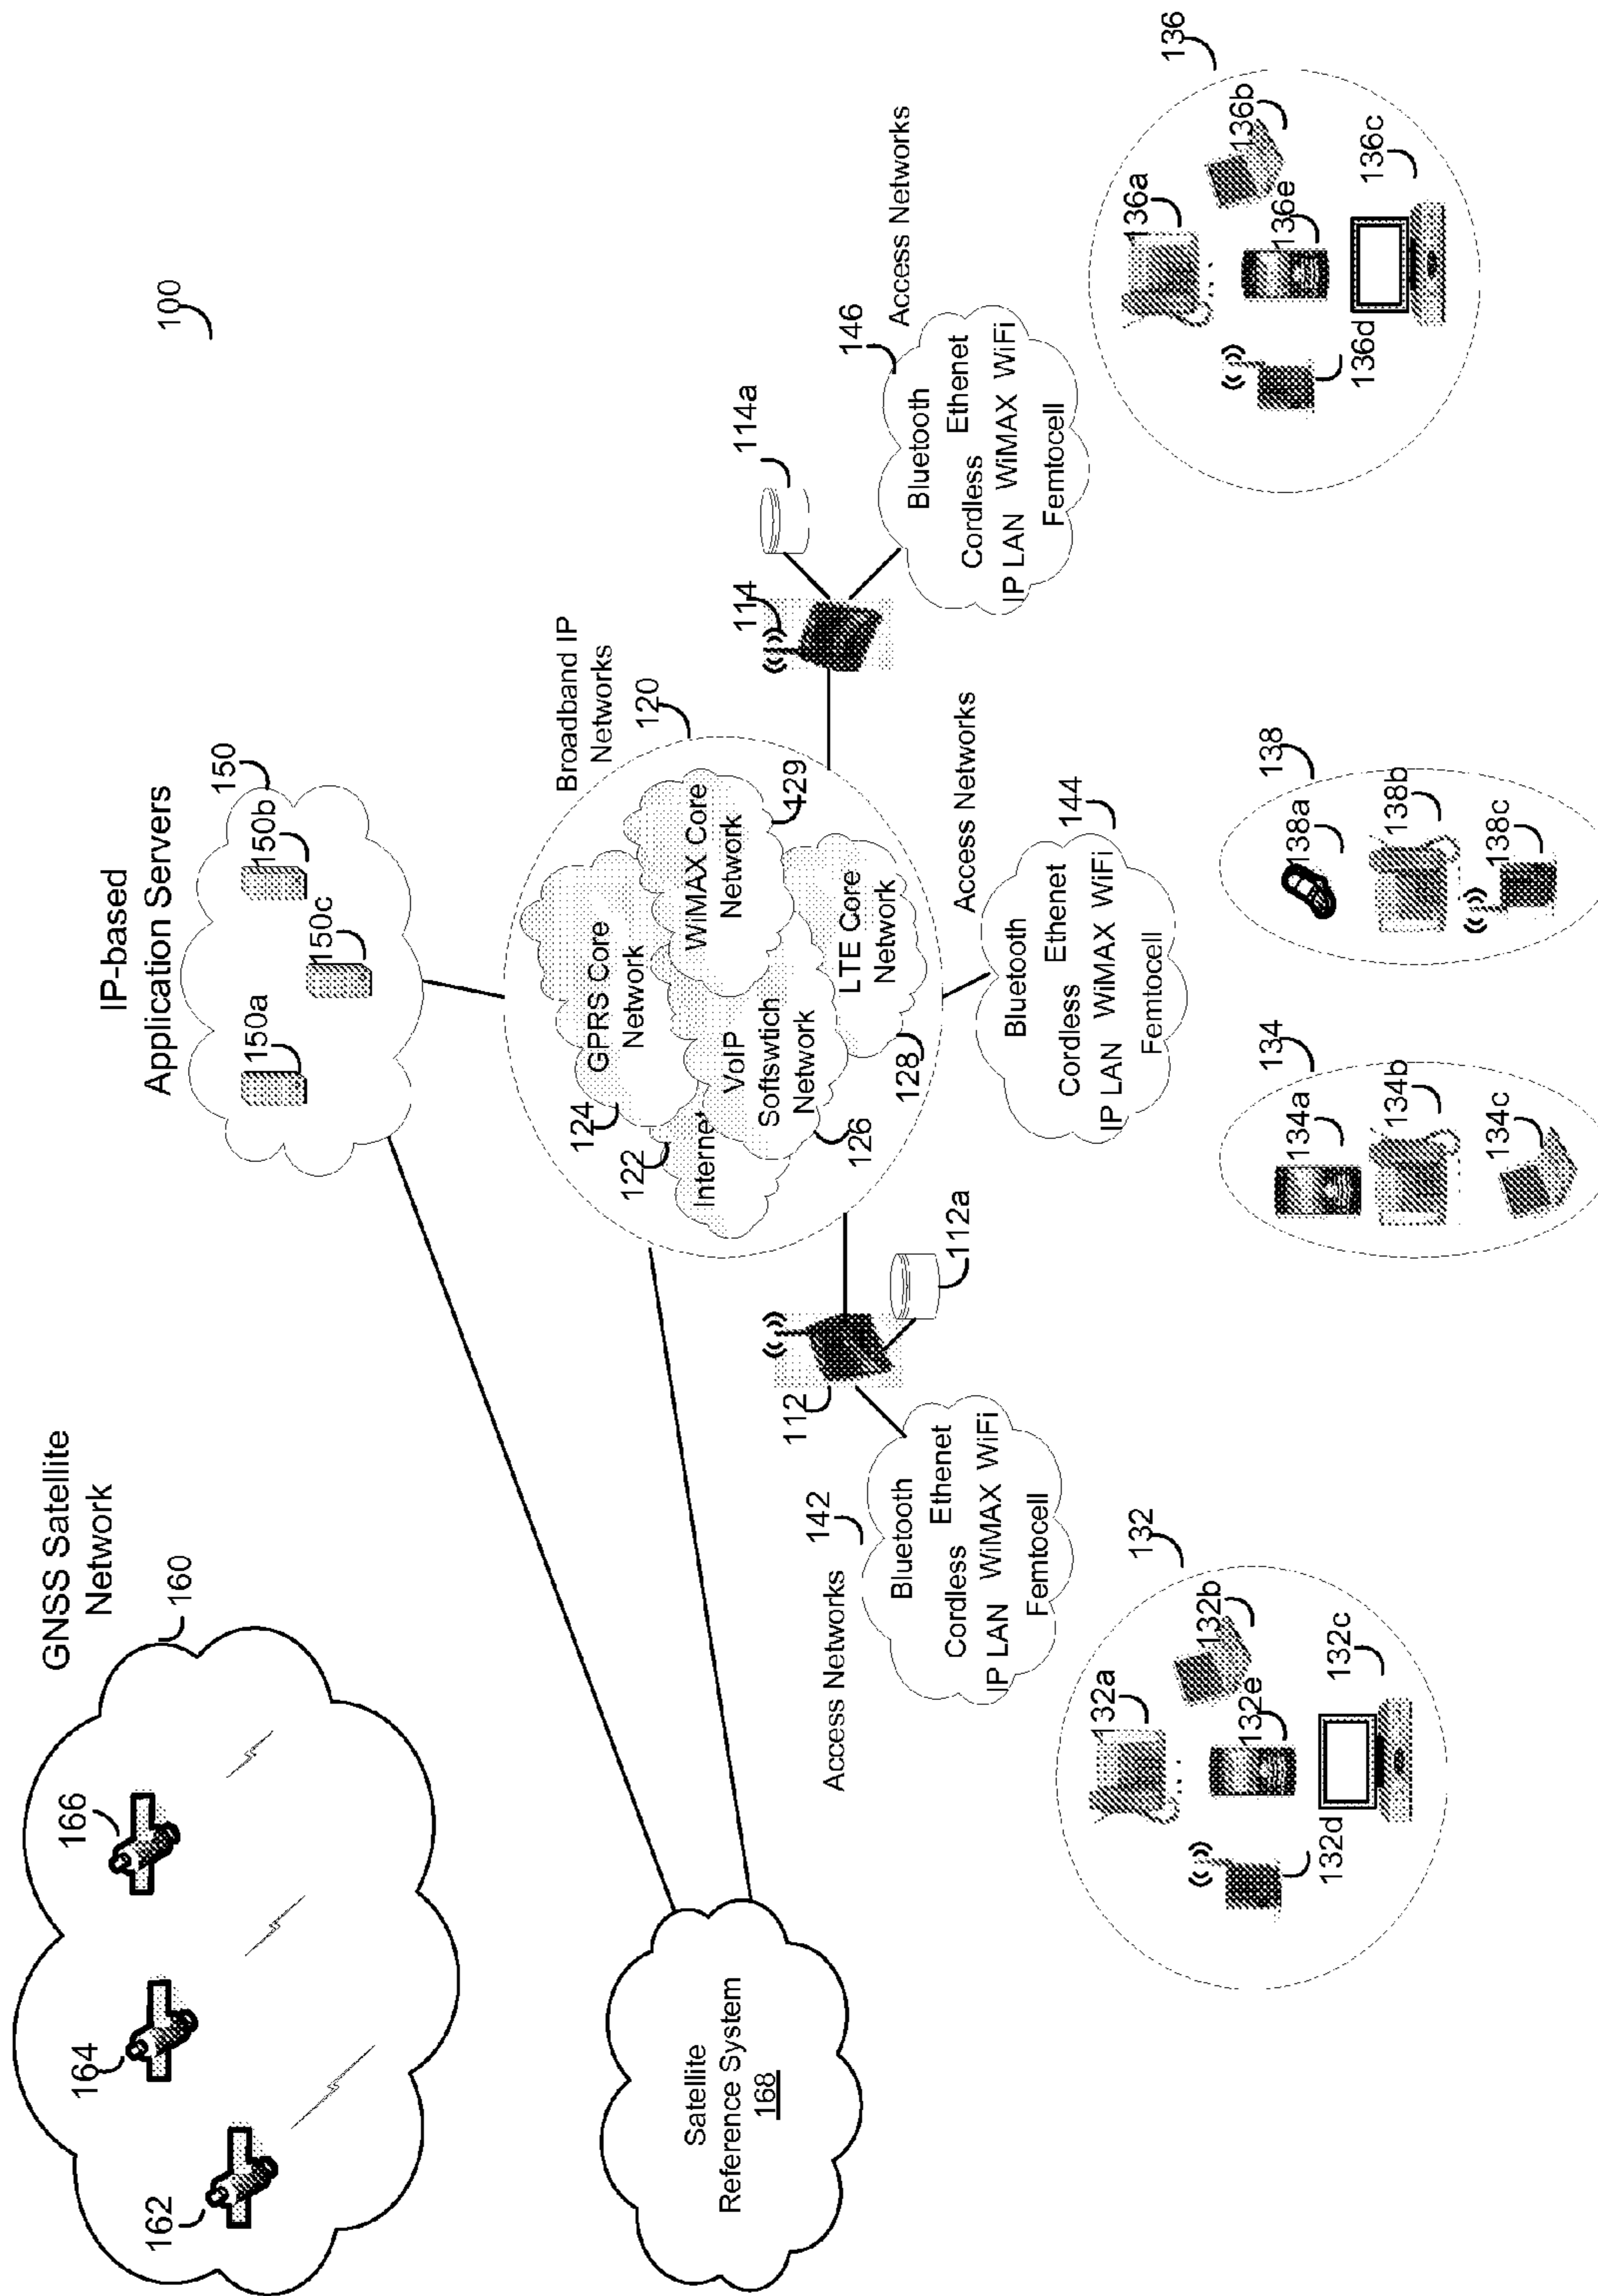 100
GNSS Satellite
Network
160
162
164
166
IP-based
Application Servers
150
150a
150b
150c
Broadband IP
Networks
120
GPRS Core
Network
124
WiMAX Core
Network
429
Internet
122
VoIP
Softswtich
Network
126
LTE Core
Network
128
Satellite
Reference System
168
112
112a
114
114a
Access Networks
142
Bluetooth
Cordless Ethenet
IP LAN WiMAX WiFi
Femtocell
Access Networks
144
Bluetooth
Cordless Ethenet
IP LAN WiMAX WiFi
Femtocell
Access Networks
146
Bluetooth
Cordless Ethenet
IP LAN WiMAX WiFi
Femtocell
132
132a
132b
132e
132d
132c
134
134a
134b
134c
138
138a
138b
138c
136
136a
136b
136e
136d
136c